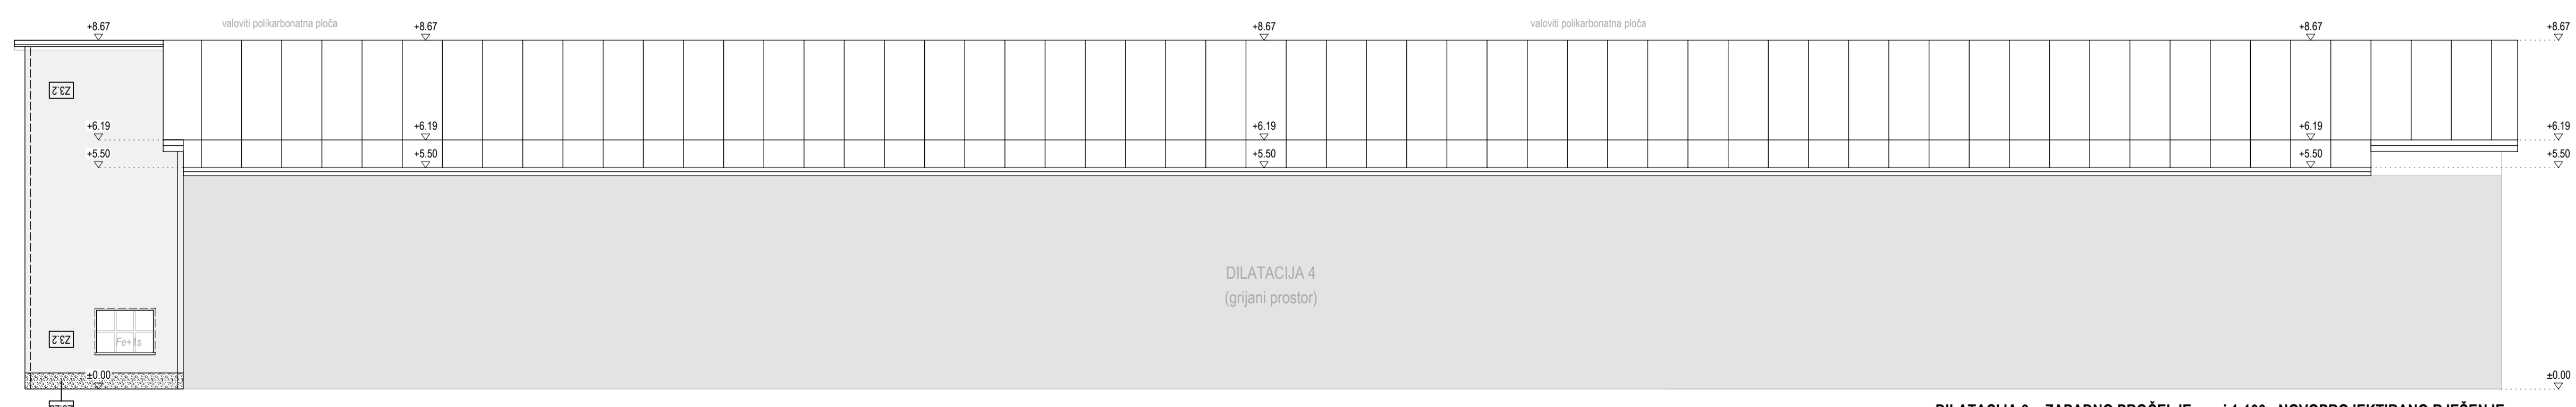 valoviti polikarbonatna ploča valoviti polikarbonatna ploča
+8.67 +8.67 +8.67 +8.67 +8.67
Z3.2
+6.19 +6.19 +6.19 +6.19 +6.19
+5.50 +5.50 +5.50 +5.50 +5.50
DILATACIJA 4
(grijani prostor)
Z3.2
Fe+1s
±0.00 ±0.00